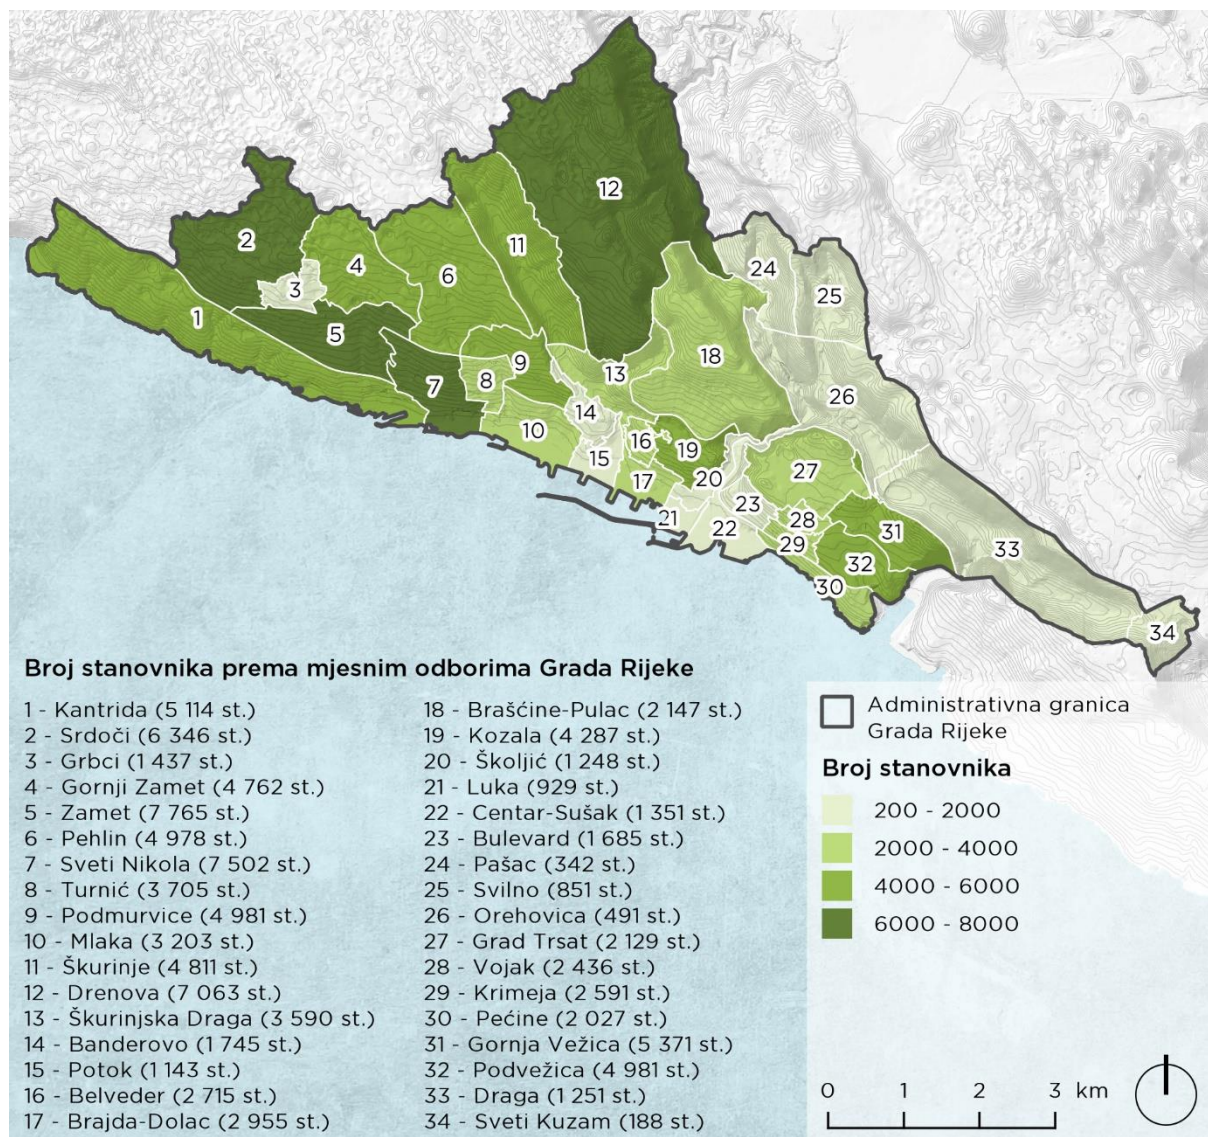 12
2
24
11
4
25
6
3
1
5
18
9
13
7
8
26
14
10
16
19
15
27
20
17
23
21
28
22
31
29
33
32
30
34
Broj stanovnika prema mjesnim odborima Grada Rijeke
1 - Kantrida (5 114 st.)
2 - Srdoči (6 346 st.)
3 - Grbci (1 437 st.)
4 - Gornji Zamet (4 762 st.)
5 - Zamet (7 765 st.)
6 - Pehlin (4 978 st.)
7 - Sveti Nikola (7 502 st.)
8 - Turnić (3 705 st.)
9 - Podmurvice (4 981 st.)
10 - Mlaka (3 203 st.)
11 - Škurinje (4 811 st.)
12 - Drenova (7 063 st.)
13 - Škurinjska Draga (3 590 st.)
14 - Banderovo (1 745 st.)
15 - Potok (1 143 st.)
16 - Belveder (2 715 st.)
17 - Brajda-Dolac (2 955 st.)
18 - Brašćine-Pulac (2 147 st.)
19 - Kozala (4 287 st.)
20 - Školjić (1 248 st.)
21 - Luka (929 st.)
22 - Centar-Sušak (1 351 st.)
23 - Bulevard (1 685 st.)
24 - Pašac (342 st.)
25 - Svilno (851 st.)
26 - Orehovica (491 st.)
27 - Grad Trsat (2 129 st.)
28 - Vojak (2 436 st.)
29 - Krimeja (2 591 st.)
30 - Pećine (2 027 st.)
31 - Gornja Vežica (5 371 st.)
32 - Podvežica (4 981 st.)
33 - Draga (1 251 st.)
34 - Sveti Kuzam (188 st.)
Administrativna granica
Grada Rijeke
Broj stanovnika
200 - 2000
2000 - 4000
4000 - 6000
6000 - 8000
0 1 2 3 km